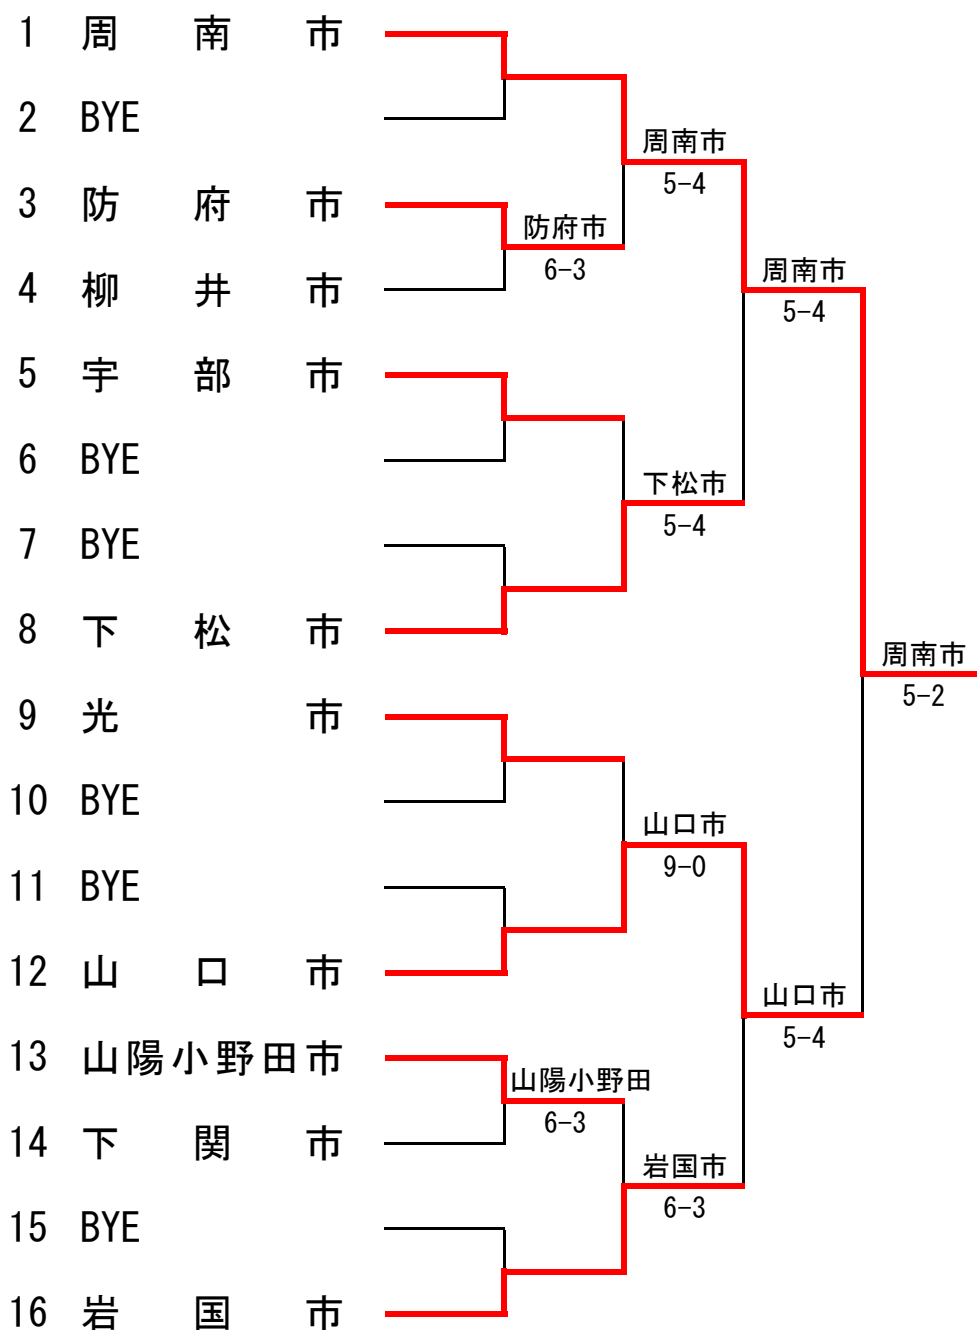 1 周南市
2 BYE
周南市
5-4
3 防府市
防府市
6-3
4 柳井市
周南市
5-4
5 宇部市
6 BYE
下松市
5-4
7 BYE
8 下松市
周南市
5-2
9 光市
10 BYE
山口市
9-0
11 BYE
12 山口市
山口市
5-4
13 山陽小野田市
山陽小野田
6-3
14 下関市
岩国市
6-3
15 BYE
16 岩国市